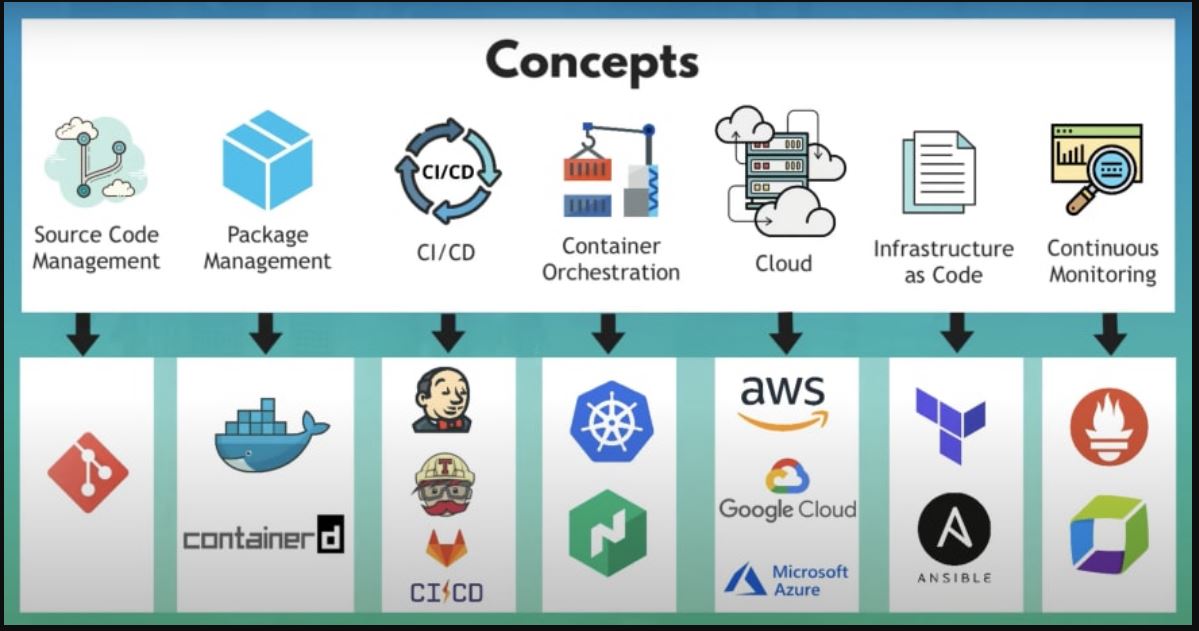 Concepts
Source Code
Management
Package
Management
CI/CD
CI/CD
Container
Orchestration
Cloud
Infrastructure
as Code
Continuous
Monitoring
containerd
T
CI/CD
aws
Google Cloud
Microsoft
Azure
A
ANSIBLE